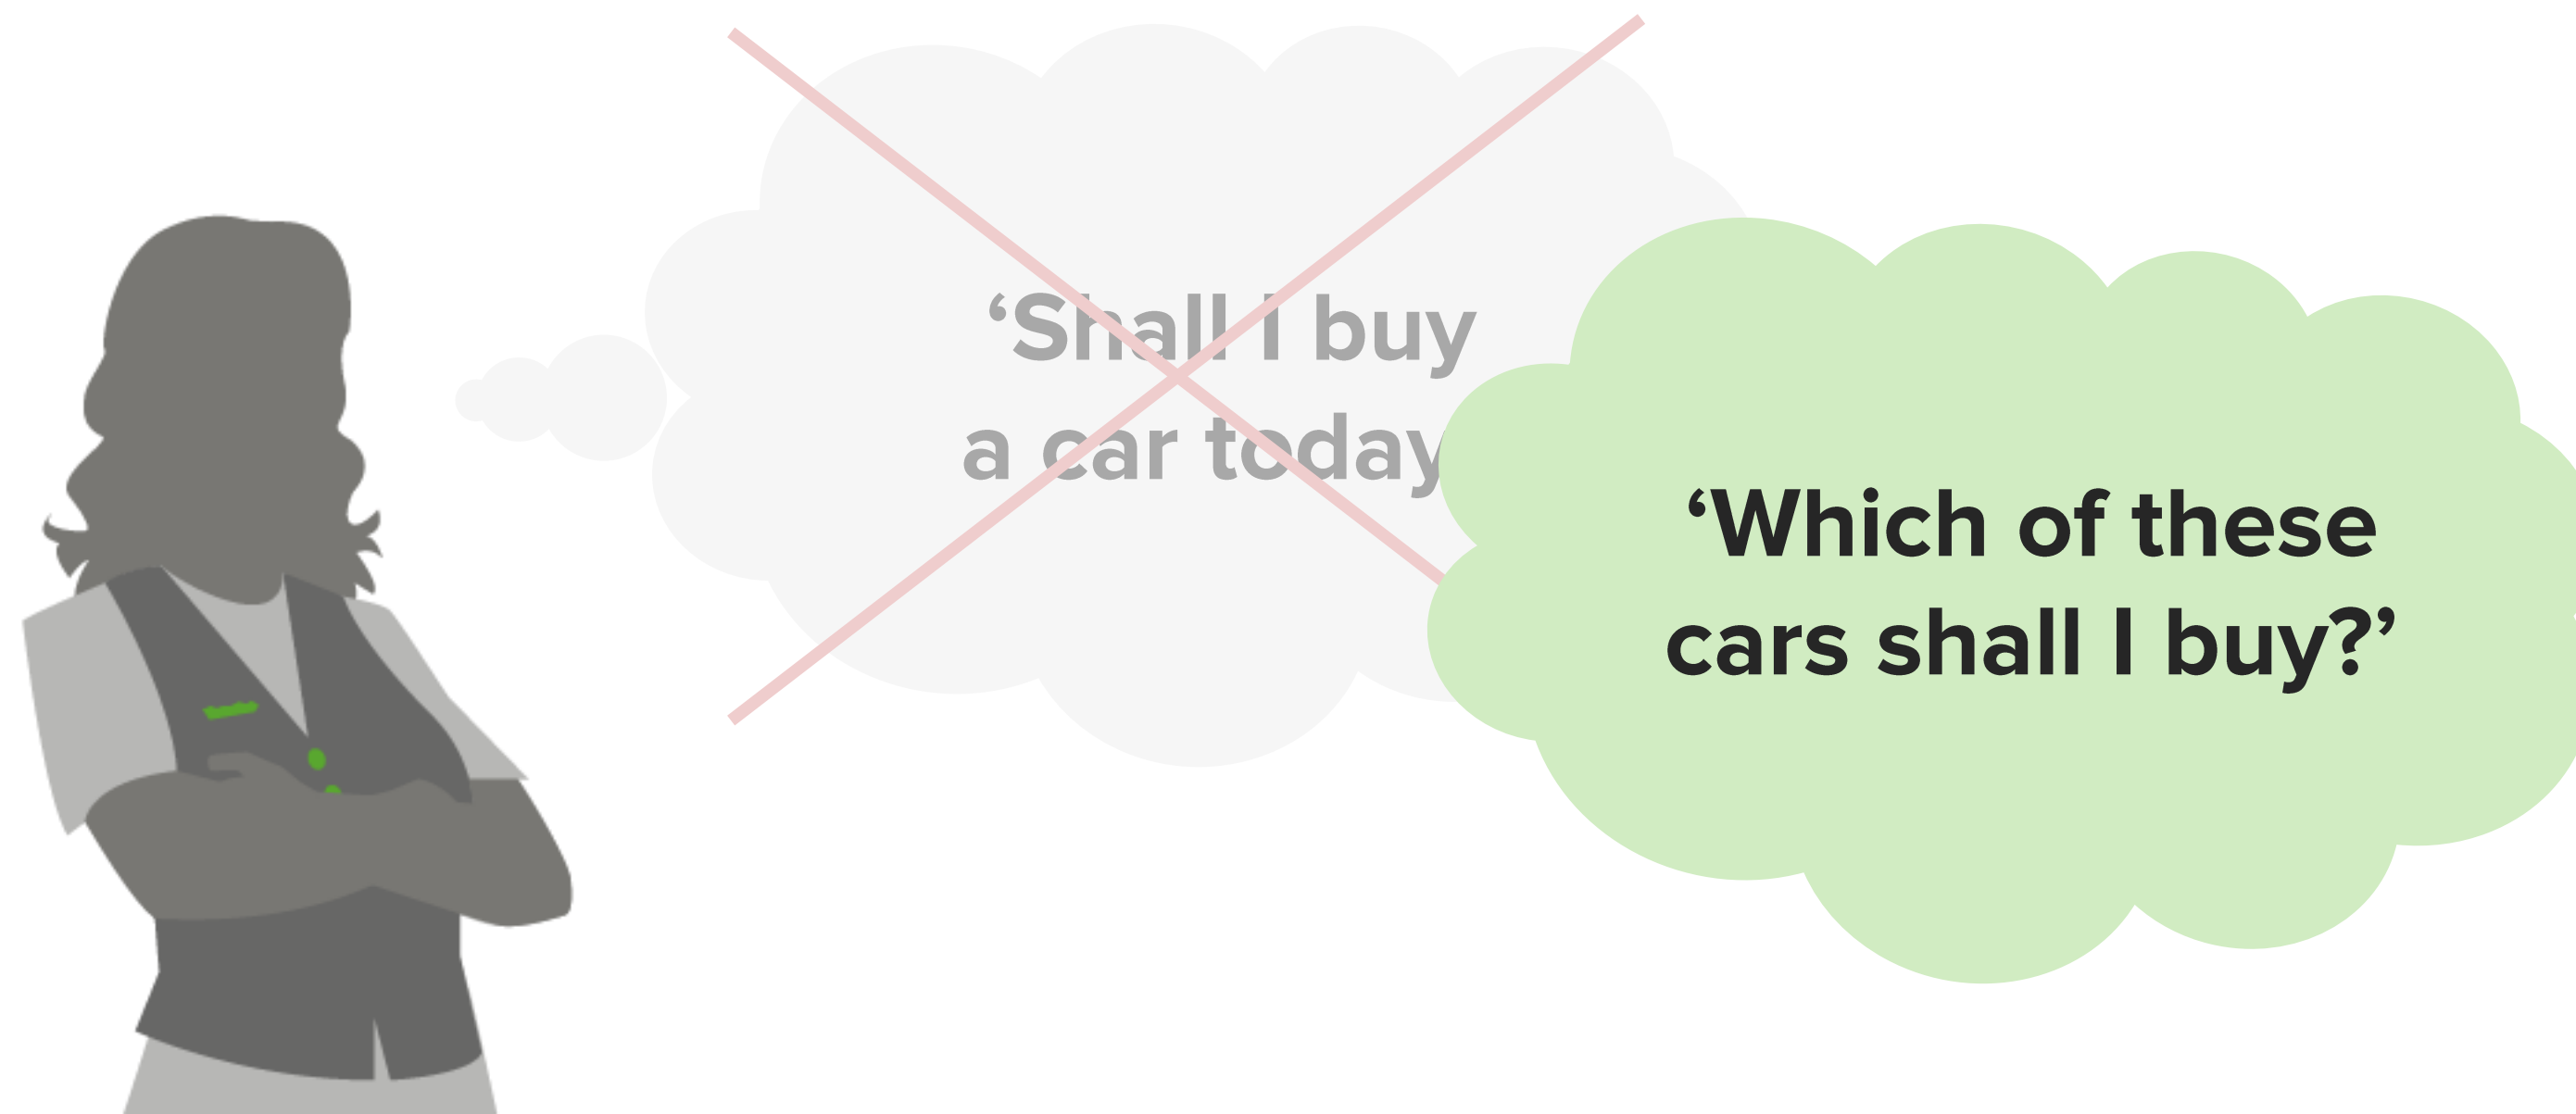 ‘Shall I buy
a car today
‘Which of these
cars shall I buy?’